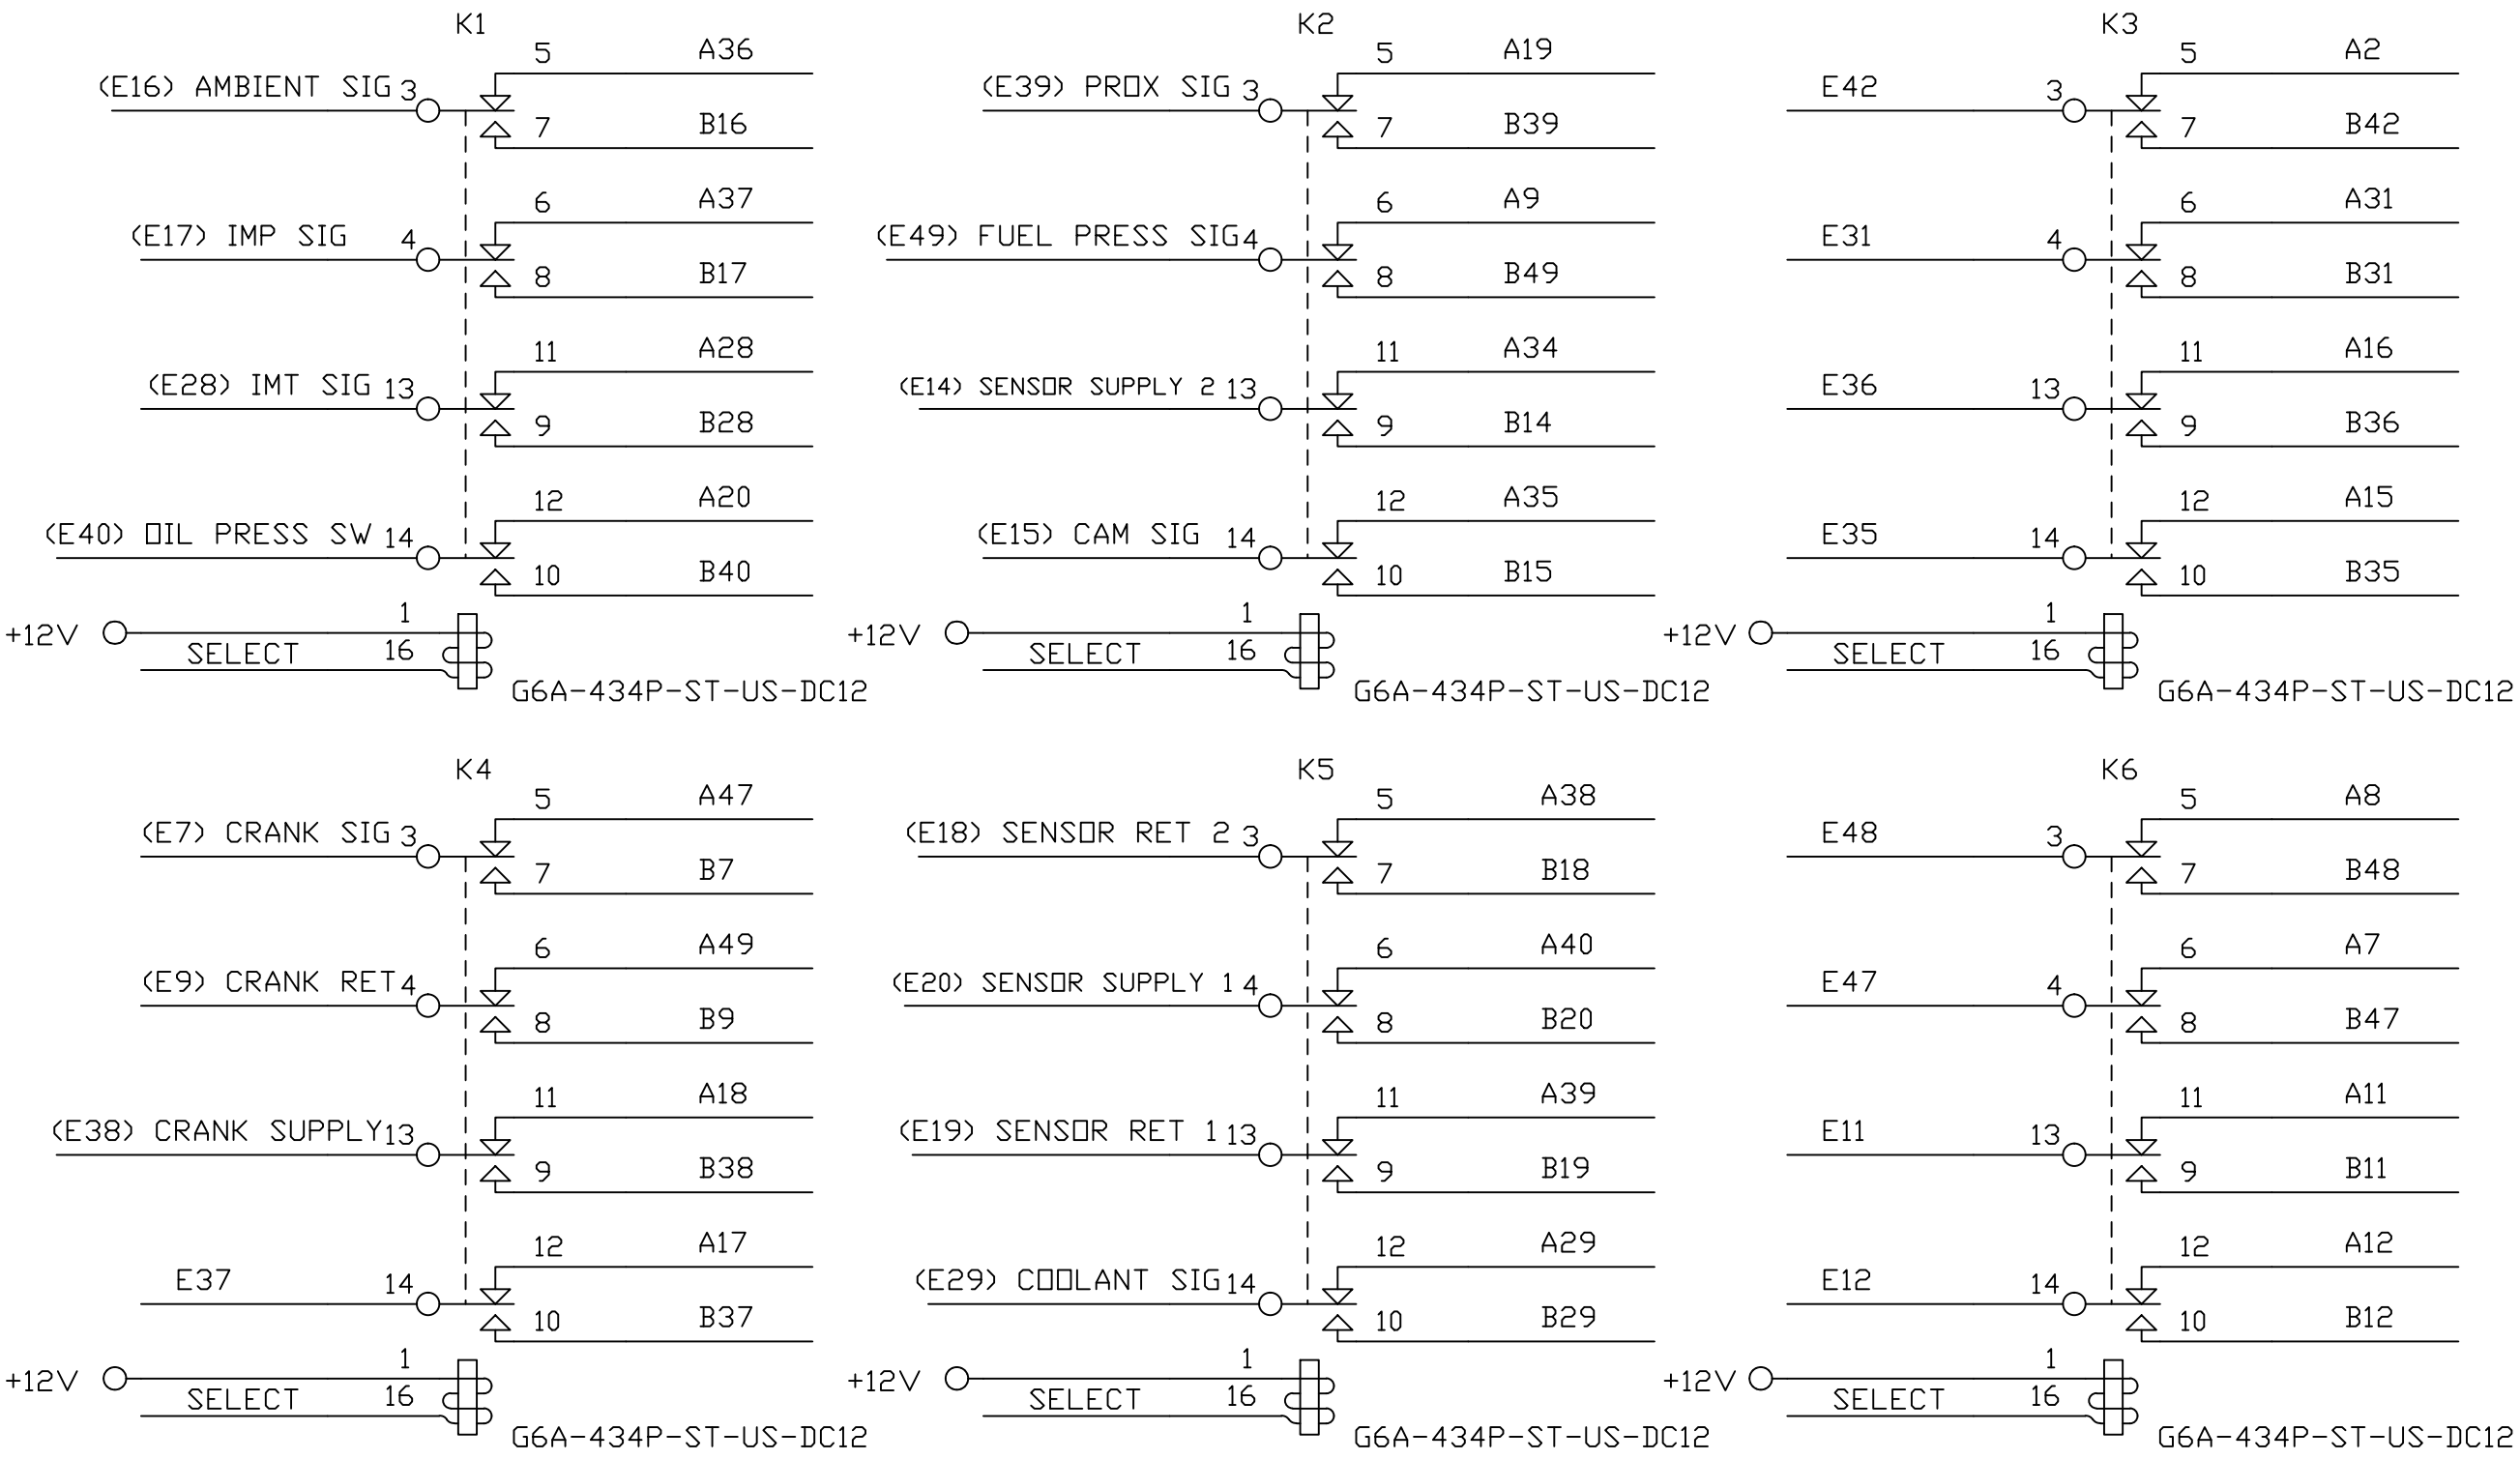 K1
5 A36
(E16) AMBIENT SIG 3
7 B16
6 A37
(E17) IMP SIG 4
8 B17
11 A28
(E28) IMT SIG 13
9 B28
12 A20
(E40) OIL PRESS SW 14
10 B40
+12V 1
SELECT 16
G6A-434P-ST-US-DC12
K2
5 A19
(E39) PROX SIG 3
7 B39
6 A9
(E49) FUEL PRESS SIG 4
8 B49
11 A34
(E14) SENSOR SUPPLY 2 13
9 B14
12 A35
(E15) CAM SIG 14
10 B15
+12V 1
SELECT 16
G6A-434P-ST-US-DC12
K3
5 A2
E42 3
7 B42
6 A31
E31 4
8 B31
11 A16
E36 13
9 B36
12 A15
E35 14
10 B35
+12V 1
SELECT 16
G6A-434P-ST-US-DC12
K4
5 A47
(E7) CRANK SIG 3
7 B7
6 A49
(E9) CRANK RET 4
8 B9
11 A18
(E38) CRANK SUPPLY 13
9 B38
12 A17
E37 14
10 B37
+12V 1
SELECT 16
G6A-434P-ST-US-DC12
K5
5 A38
(E18) SENSOR RET 2 3
7 B18
6 A40
(E20) SENSOR SUPPLY 1 4
8 B20
11 A39
(E19) SENSOR RET 1 13
9 B19
12 A29
(E29) COOLANT SIG 14
10 B29
+12V 1
SELECT 16
G6A-434P-ST-US-DC12
K6
5 A8
E48 3
7 B48
6 A7
E47 4
8 B47
11 A11
E11 13
9 B11
12 A12
E12 14
10 B12
+12V 1
SELECT 16
G6A-434P-ST-US-DC12